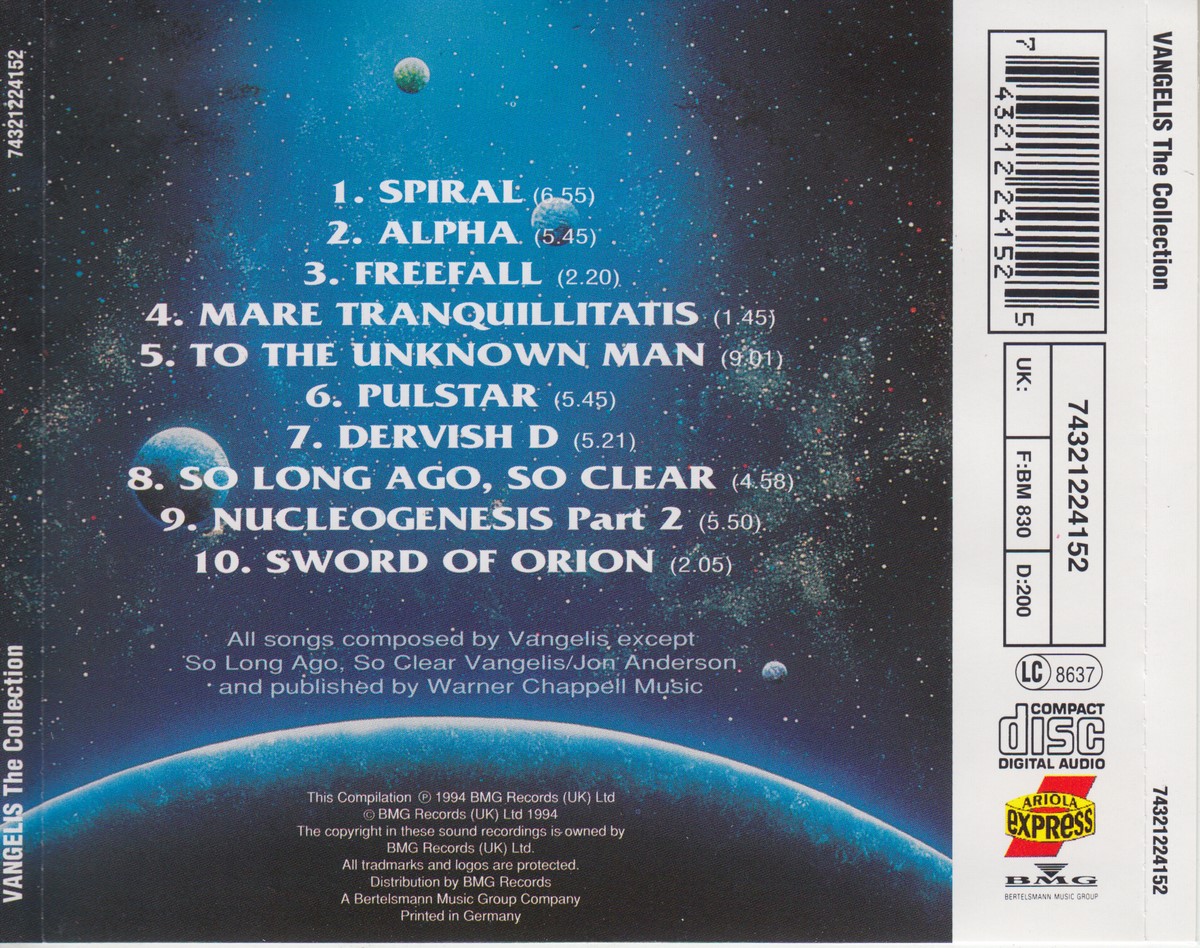 74321224152
VANGELIS The Collection
1. SPIRAL (6.55)
2. ALPHA (5.45)
3. FREEFALL (2.20)
4. MARE TRANQUILLITATIS (1.45)
5. TO THE UNKNOWN MAN (9.01)
6. PULSTAR (5.45)
7. DERVISH D (5.21)
8. SO LONG AGO, SO CLEAR (4.58)
9. NUCLEOGENESIS Part 2 (5.50)
10. SWORD OF ORION (2.05)
All songs composed by Vangelis except
So Long Ago, So Clear Vangelis/Jon Anderson
and published by Warner Chappell Music
This Compilation ℗ 1994 BMG Records (UK) Ltd
© BMG Records (UK) Ltd 1994
The copyright in these sound recordings is owned by
BMG Records (UK) Ltd.
All tradmarks and logos are protected.
Distribution by BMG Records
A Bertelsmann Music Group Company
Printed in Germany
7 43212 24152 5
74321224152
UK:
F:BM 830
D:200
LC 8637
COMPACT
disc
DIGITAL AUDIO
ARIOLA
EXPRESS
BMG
BERTELSMANN MUSIC GROUP
VANGELIS The Collection
74321224152